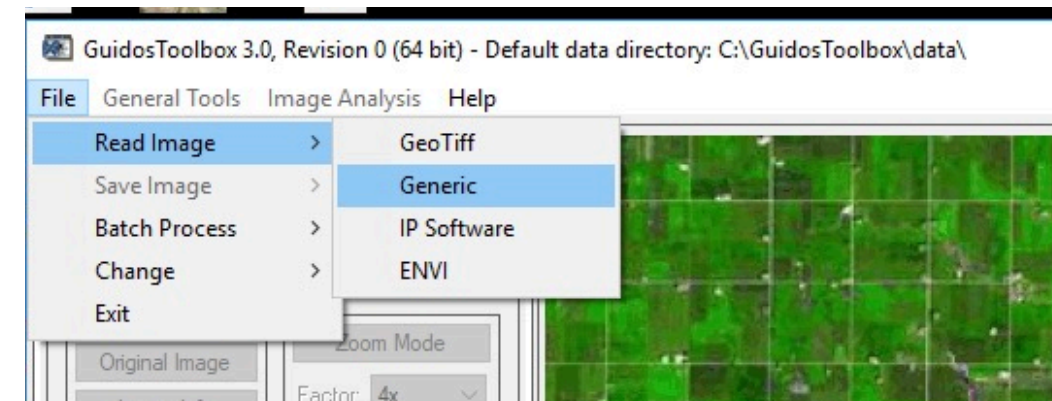 GuidosToolbox 3.0, Revision 0 (64 bit) - Default data directory: C:\GuidosToolbox\data\
File General Tools Image Analysis Help
Read Image
Save Image
Batch Process
Change
Exit
GeoTiff
Generic
IP Software
ENVI
Original Image
Zoom Mode
Factor: 4x